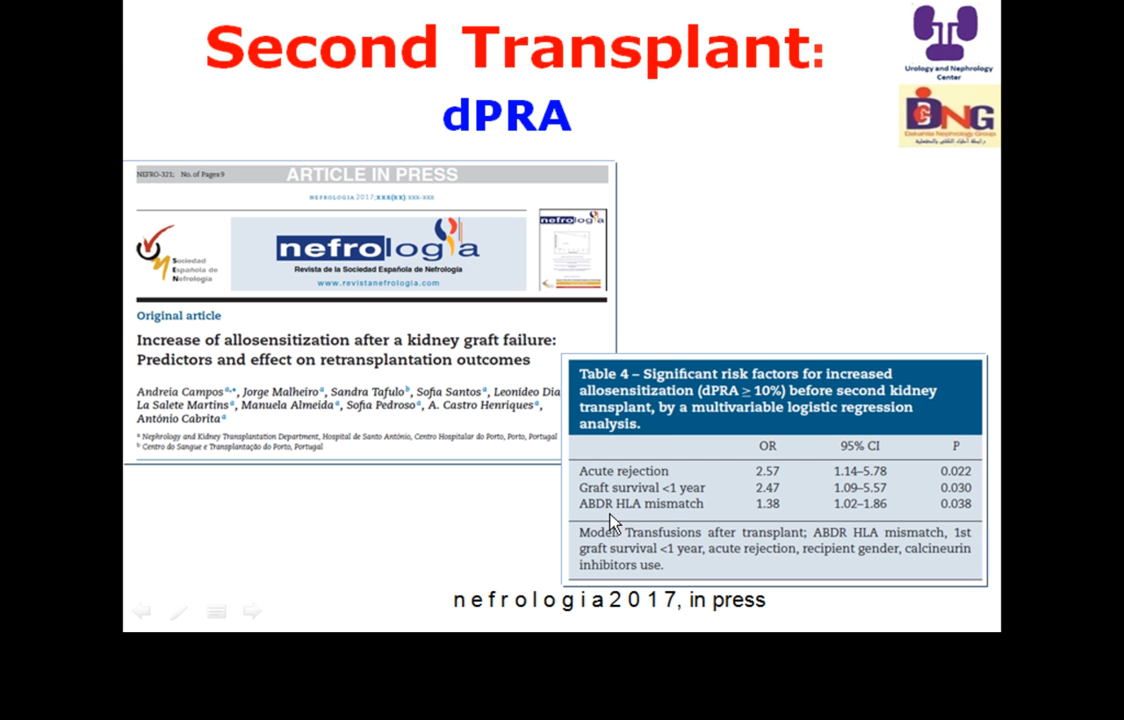 Second Transplant:
dPRA
Urology and Nephrology
Center
DNG
Dakahlia Nephrology Group
NEFRO-321; No. of Pages 9
ARTICLE IN PRESS
NEFROLOGIA 2017;XXX(XX):XXX-XXX
Sociedad
Española de
Nefrología
nefrología
Revista de la Sociedad Española de Nefrología
www.revistanefrologia.com
nefrología
Original article
Increase of allosensitization after a kidney graft failure:
Predictors and effect on retransplantation outcomes
Andreia Campos a,*, Jorge Malheiro a, Sandra Tafulo b, Sofia Santos a, Leonídeo Dia
La Salete Martins a, Manuela Almeida a, Sofia Pedroso a, A. Castro Henriques a,
António Cabrita a
a Nephrology and Kidney Transplantation Department, Hospital de Santo António, Centro Hospitalar do Porto, Porto, Portugal
b Centro do Sangue e Transplantação do Porto, Portugal
Table 4 – Significant risk factors for increased
allosensitization (dPRA ≥ 10%) before second kidney
transplant, by a multivariable logistic regression
analysis.
OR 95% CI P
Acute rejection 2.57 1.14–5.78 0.022
Graft survival <1 year 2.47 1.09–5.57 0.030
ABDR HLA mismatch 1.38 1.02–1.86 0.038
Model: Transfusions after transplant; ABDR HLA mismatch, 1st
graft survival <1 year, acute rejection, recipient gender, calcineurin
inhibitors use.
n e f r o l o g i a 2 0 1 7, in press